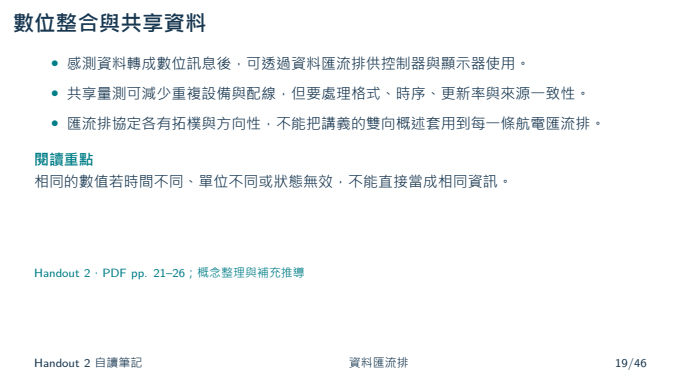 數位整合與共享資料
• 感測資料轉成數位訊息後，可透過資料匯流排供控制器與顯示器使用。
• 共享量測可減少重複設備與配線，但要處理格式、時序、更新率與來源一致性。
• 匯流排協定各有拓樸與方向性，不能把講義的雙向概述套用到每一條航電匯流排。
閱讀重點
相同的數值若時間不同、單位不同或狀態無效，不能直接當成相同資訊。
Handout 2 · PDF pp. 21–26；概念整理與補充推導
Handout 2 自讀筆記
資料匯流排
19/46